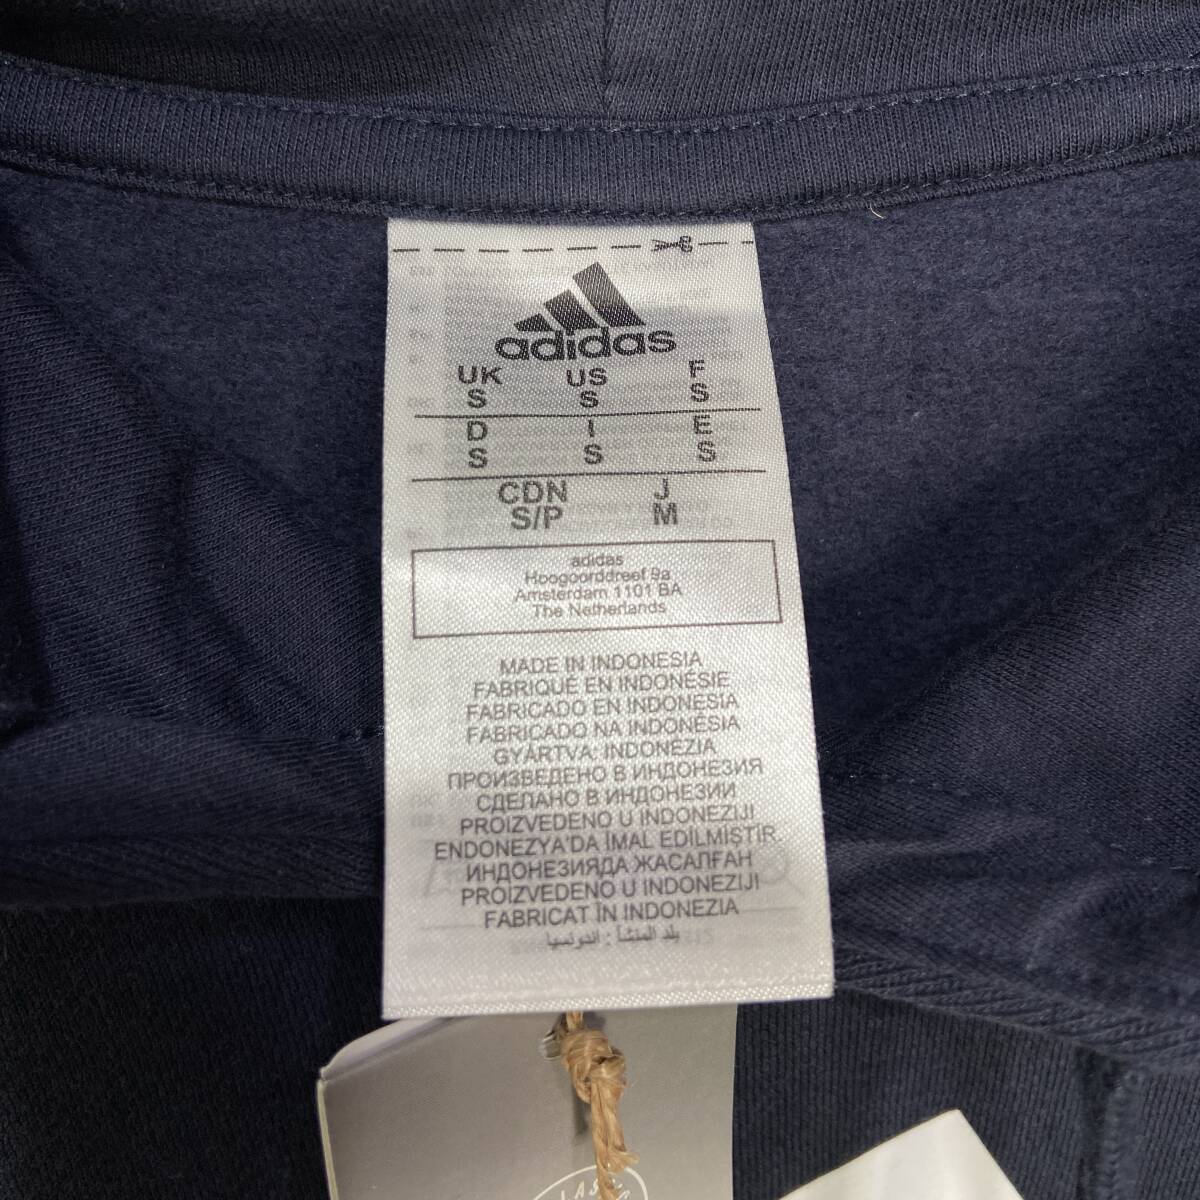 adidas
UK US F
S S S
D I E
S S S
CDN J
S/P M
adidas
Hoogoorddreef 9a
Amsterdam 1101 BA
The Netherlands
MADE IN INDONESIA
FABRIQUÉ EN INDONÉSIE
FABRICADO EN INDONESIA
FABRICADO NA INDONÉSIA
GYÁRTVA: INDONÉZIA
ПРОИЗВЕДЕНО В ИНДОНЕЗИЯ
СДЕЛАНО В ИНДОНЕЗИИ
PROIZVEDENO U INDONEZIJI
ENDONEZYA'DA İMAL EDİLMİŞTİR.
ИНДОНЕЗИЯДА ЖАСАЛҒАН
PROIZVEDENO U INDONEZIJI
FABRICAT ÎN INDONEZIA
بلد المنشأ : اندونسيا